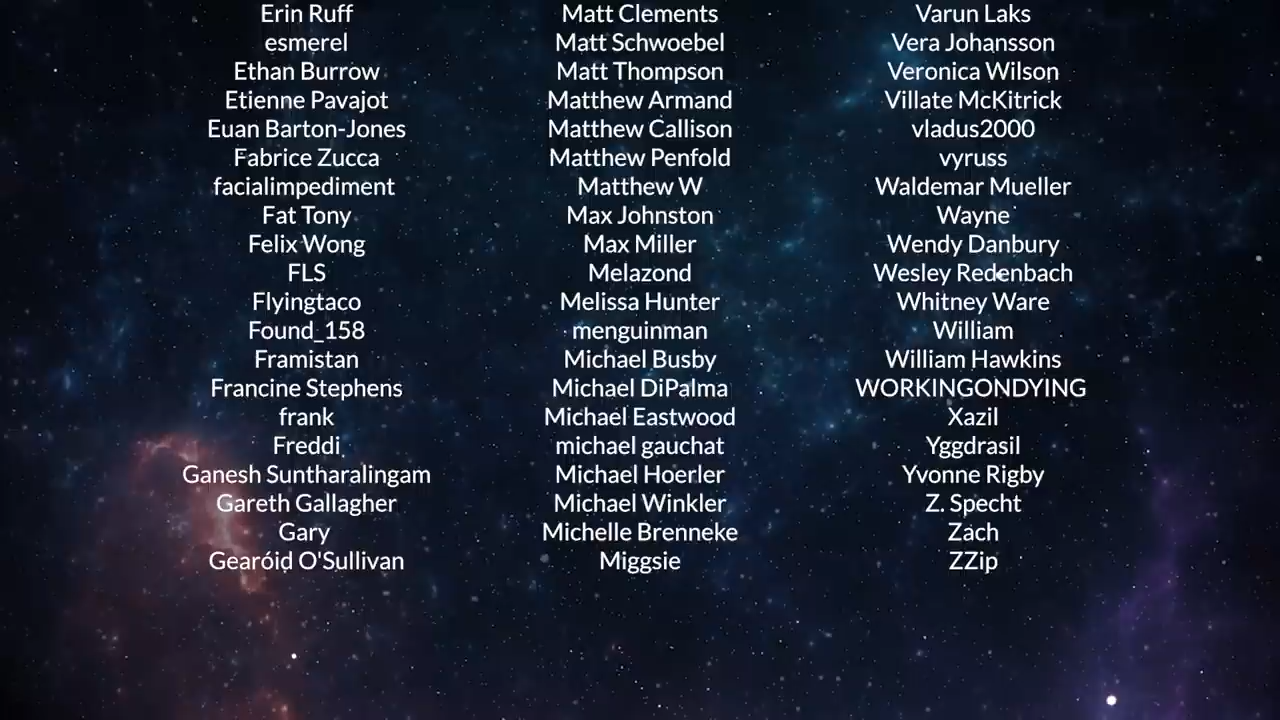 Erin Ruff
esmerel
Ethan Burrow
Etienne Pavajot
Euan Barton-Jones
Fabrice Zucca
facialimpediment
Fat Tony
Felix Wong
FLS
Flyingtaco
Found_158
Framistan
Francine Stephens
frank
Freddi
Ganesh Suntharalingam
Gareth Gallagher
Gary
Gearóid O'Sullivan
Matt Clements
Matt Schwoebel
Matt Thompson
Matthew Armand
Matthew Callison
Matthew Penfold
Matthew W
Max Johnston
Max Miller
Melazond
Melissa Hunter
menguinman
Michael Busby
Michael DiPalma
Michael Eastwood
michael gauchat
Michael Hoerler
Michael Winkler
Michelle Brenneke
Miggsie
Varun Laks
Vera Johansson
Veronica Wilson
Villate McKitrick
vladus2000
vyruss
Waldemar Mueller
Wayne
Wendy Danbury
Wesley Redenbach
Whitney Ware
William
William Hawkins
WORKINGONDYING
Xazil
Yggdrasil
Yvonne Rigby
Z. Specht
Zach
ZZip